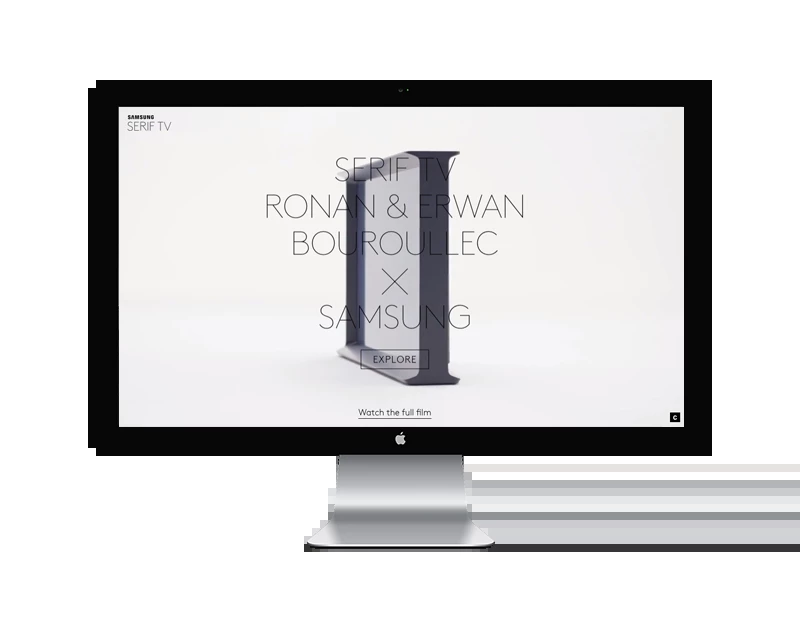 SAMSUNG
SERIF TV
SERIF TV
RONAN & ERWAN
BOUROULLEC
X
SAMSUNG
EXPLORE
Watch the full film
C